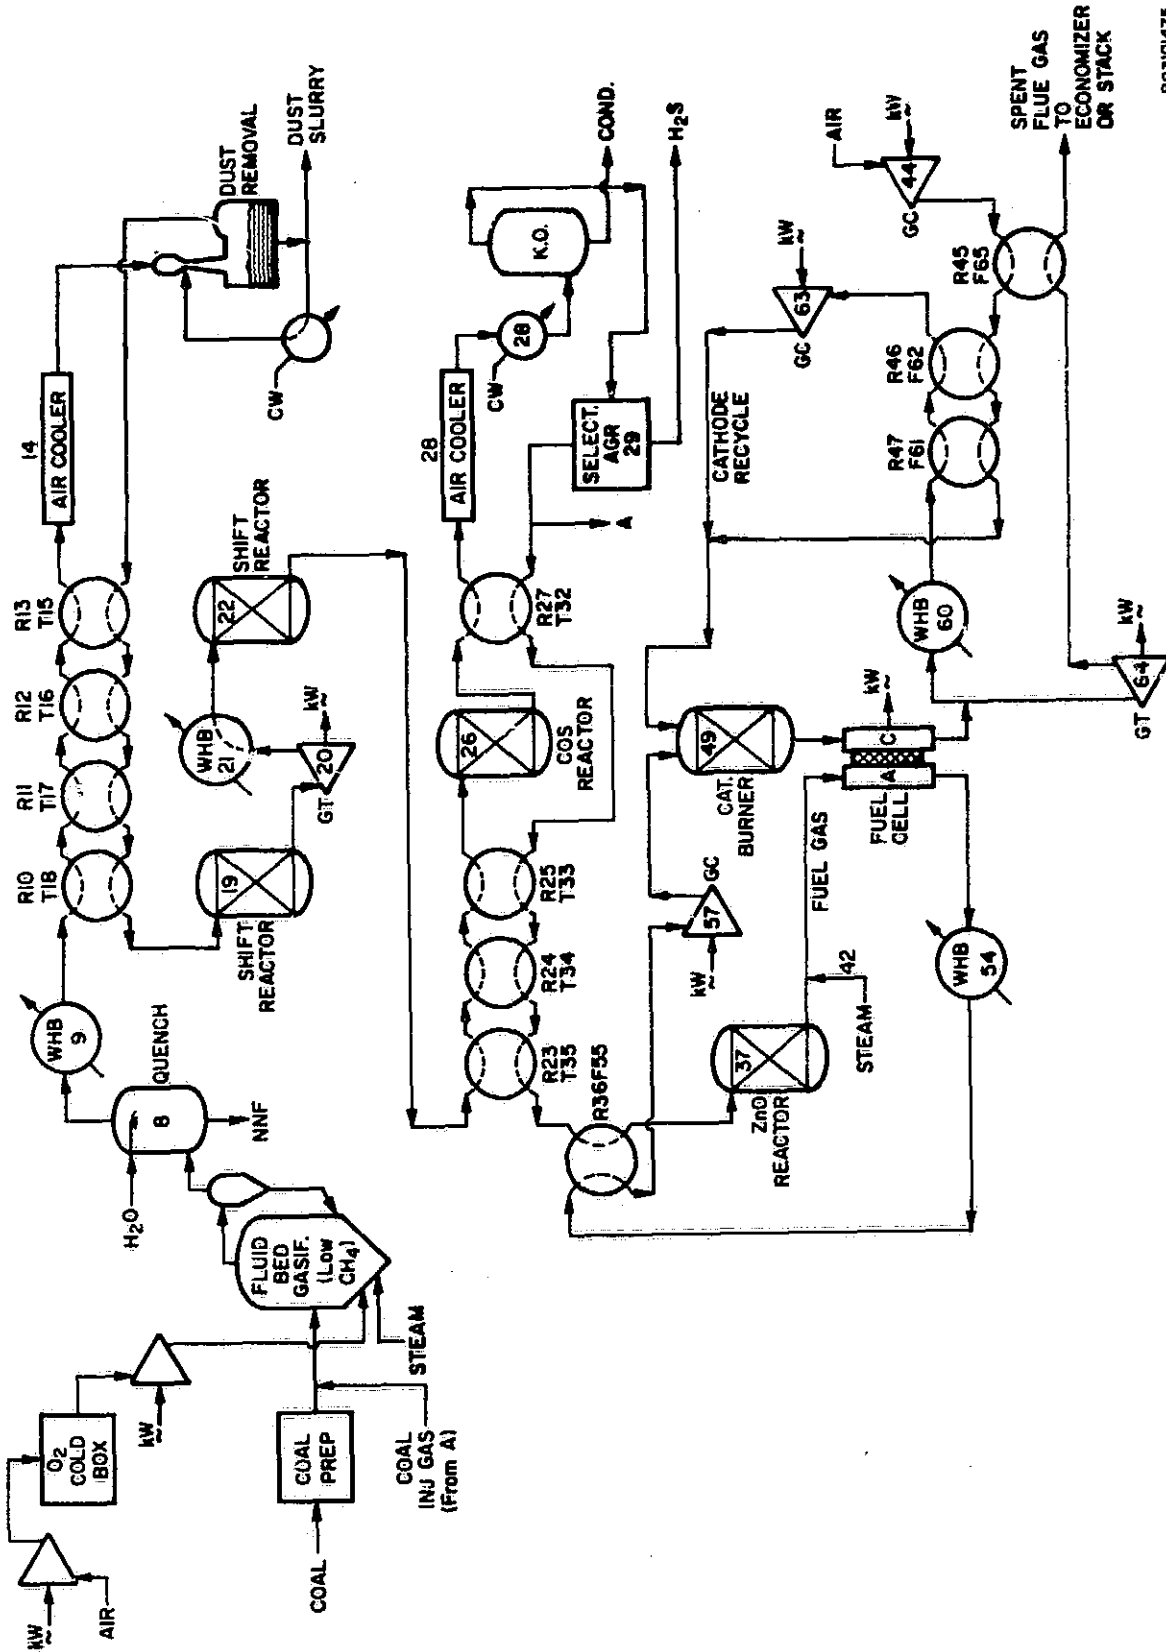 kW
~
AIR
O2
COLD
BOX
kW
~
COAL
COAL
PREP
COAL
INJ GAS
(From A)
STEAM
FLUID
BED
GASIF.
(Low
CH4)
H2O
QUENCH
8
NNF
WHB
9
R10
T18
R11
T17
R12
T16
R13
T15
14
AIR COOLER
DUST
REMOVAL
DUST
SLURRY
CW
SHIFT
REACTOR
19
GT
20
kW
~
WHB
21
SHIFT
REACTOR
22
R23
T35
R24
T34
R25
T33
26
COS
REACTOR
R27
T32
28
AIR COOLER
CW
28
K.O.
COND.
SELECT.
AGR
29
H2S
A
R36F55
ZnO
REACTOR
37
STEAM
42
FUEL GAS
kW
~
57
GC
CAT.
BURNER
49
FUEL
CELL
A
C
kW
~
WHB
54
WHB
60
CATHODE
RECYCLE
GC
63
kW
~
R47
F61
R46
F62
R45
F65
GC
44
AIR
kW
~
GT
64
kW
~
SPENT
FLUE GAS
TO
ECONOMIZER
OR STACK